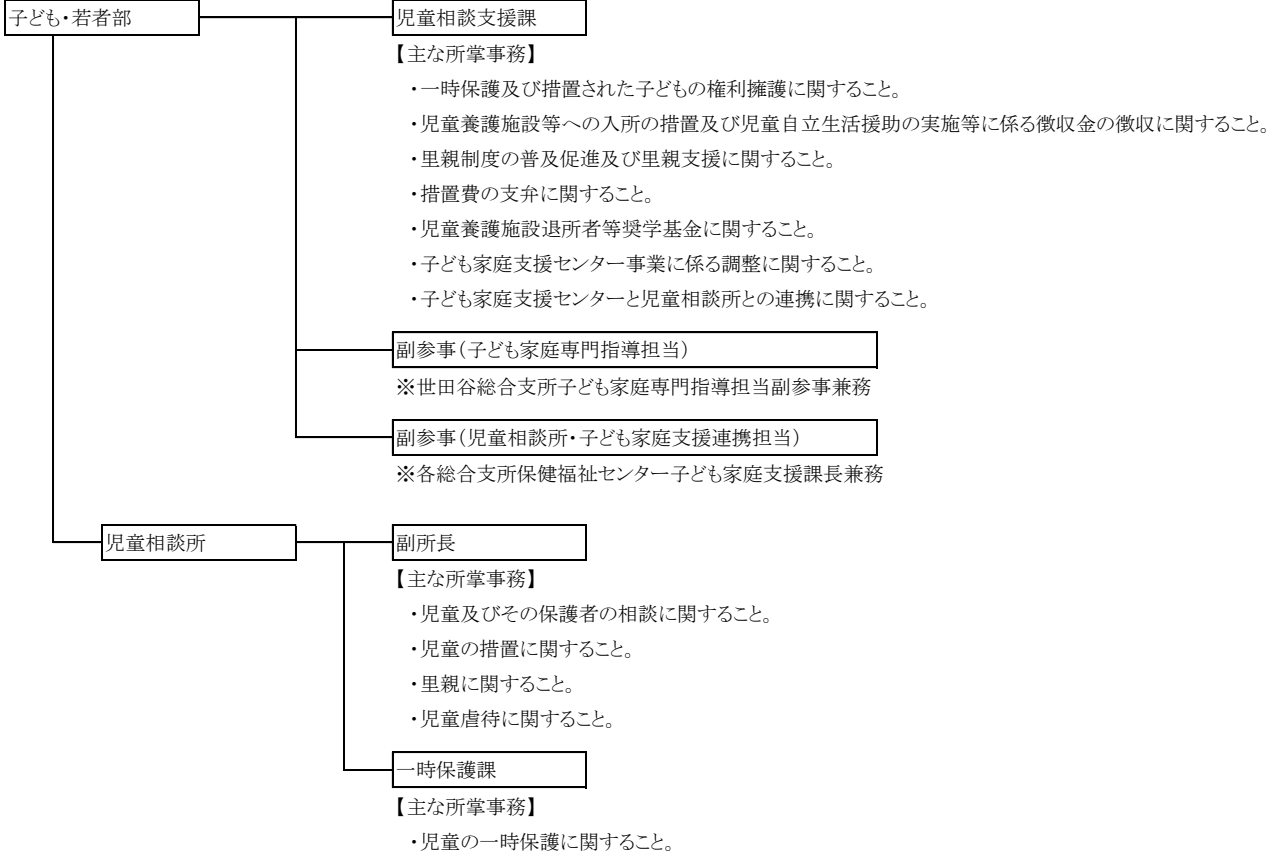 子ども・若者部
児童相談支援課
【主な所掌事務】
・一時保護及び措置された子どもの権利擁護に関すること。
・児童養護施設等への入所の措置及び児童自立生活援助の実施等に係る徴収金の徴収に関すること。
・里親制度の普及促進及び里親支援に関すること。
・措置費の支弁に関すること。
・児童養護施設退所者等奨学基金に関すること。
・子ども家庭支援センター事業に係る調整に関すること。
・子ども家庭支援センターと児童相談所との連携に関すること。
副参事(子ども家庭専門指導担当)
※世田谷総合支所子ども家庭専門指導担当副参事兼務
副参事(児童相談所・子ども家庭支援連携担当)
※各総合支所保健福祉センター子ども家庭支援課長兼務
児童相談所
副所長
【主な所掌事務】
・児童及びその保護者の相談に関すること。
・児童の措置に関すること。
・里親に関すること。
・児童虐待に関すること。
一時保護課
【主な所掌事務】
・児童の一時保護に関すること。